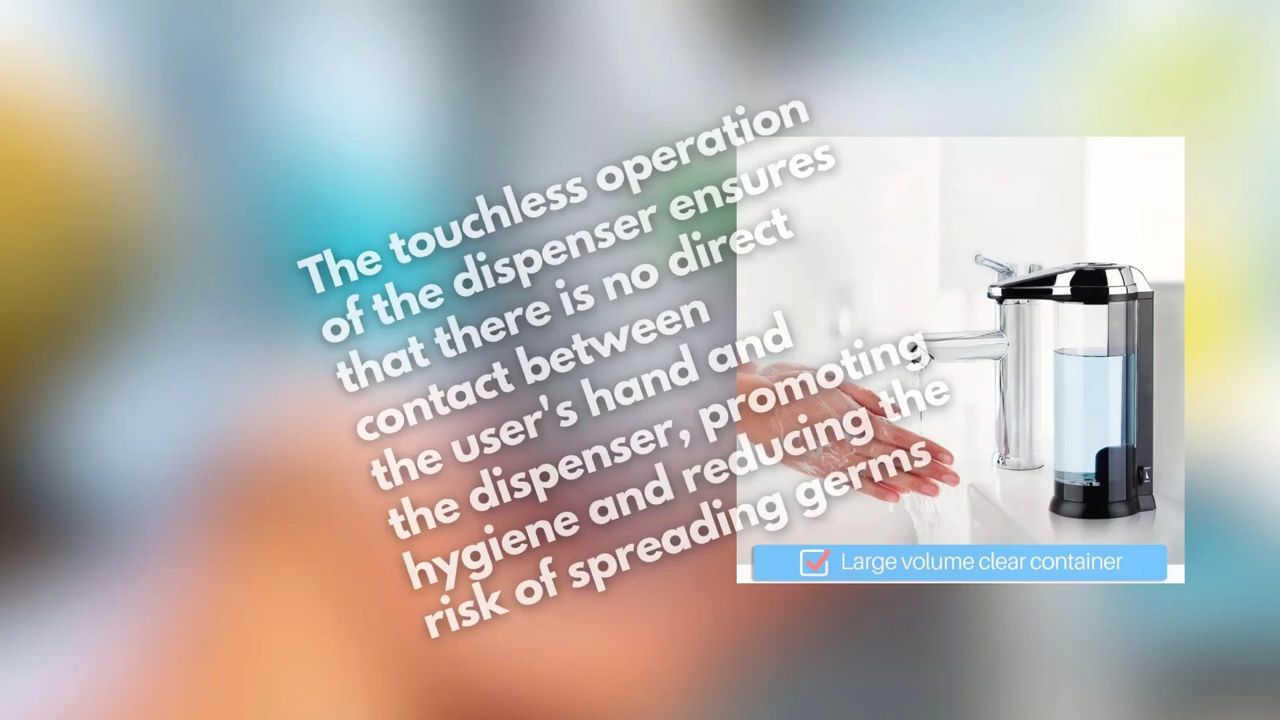 The touchless operation
of the dispenser ensures
that there is no direct
contact between
the user's hand and
the dispenser, promoting
hygiene and reducing the
risk of spreading germs
Large volume clear container